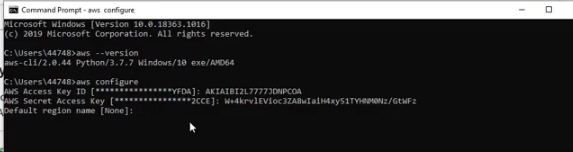 Command Prompt - aws configure
Microsoft Windows [Version 10.0.18363.1016]
(c) 2019 Microsoft Corporation. All rights reserved.
C:\Users\44748>aws --version
aws-cli/2.0.44 Python/3.7.7 Windows/10 exe/AMD64
C:\Users\44748>aws configure
AWS Access Key ID [****************YFDA]: AKIAIBI2L77777JDNPCOA
AWS Secret Access Key [****************2CCE]: W+4krvlEVioc3ZA8wIaiH4xyS1TYHNM0Nz/GtWFz
Default region name [None]: